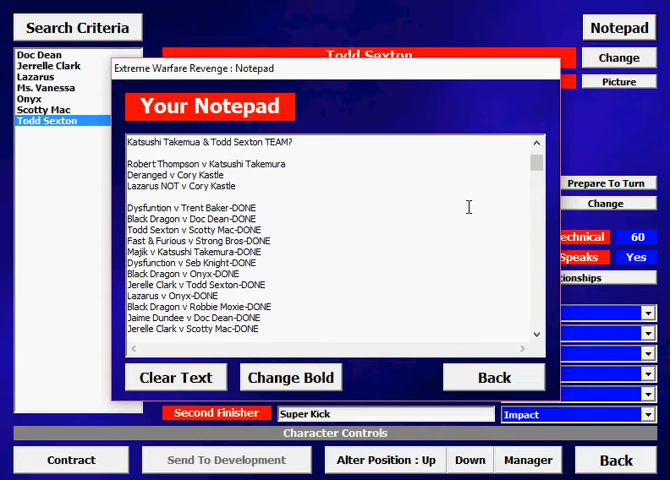 Search Criteria
Notepad
Doc Dean
Jerrelle Clark
Lazarus
Ms. Vanessa
Onyx
Scotty Mac
Todd Sexton
Todd Sexton
Change
Picture
Extreme Warfare Revenge : Notepad
Your Notepad
Katsushi Takemua & Todd Sexton TEAM?
Robert Thompson v Katsushi Takemura
Deranged v Cory Kastle
Lazarus NOT v Cory Kastle
Dysfuntion v Trent Baker-DONE
Black Dragon v Doc Dean-DONE
Todd Sexton v Scotty Mac-DONE
Fast & Furious v Strong Bros-DONE
Majik v Katsushi Takemura-DONE
Dysfunction v Seb Knight-DONE
Black Dragon v Onyx-DONE
Jerelle Clark v Todd Sexton-DONE
Lazarus v Onyx-DONE
Black Dragon v Robbie Moxie-DONE
Jaime Dundee v Doc Dean-DONE
Jerelle Clark v Scotty Mac-DONE
Clear Text
Change Bold
Back
Prepare To Turn
Change
echnical
60
Speaks
Yes
ionships
Second Finisher
Super Kick
Impact
Character Controls
Contract
Send To Development
Alter Position : Up
Down
Manager
Back